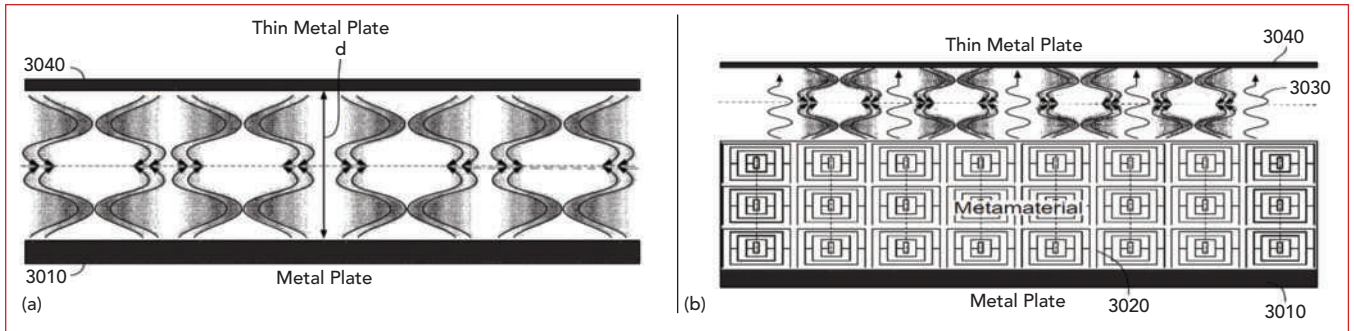 Thin Metal Plate
d
3040
3010
Metal Plate
(a)
Thin Metal Plate
3040
3030
Metamaterial
Metal Plate
3020
3010
(b)